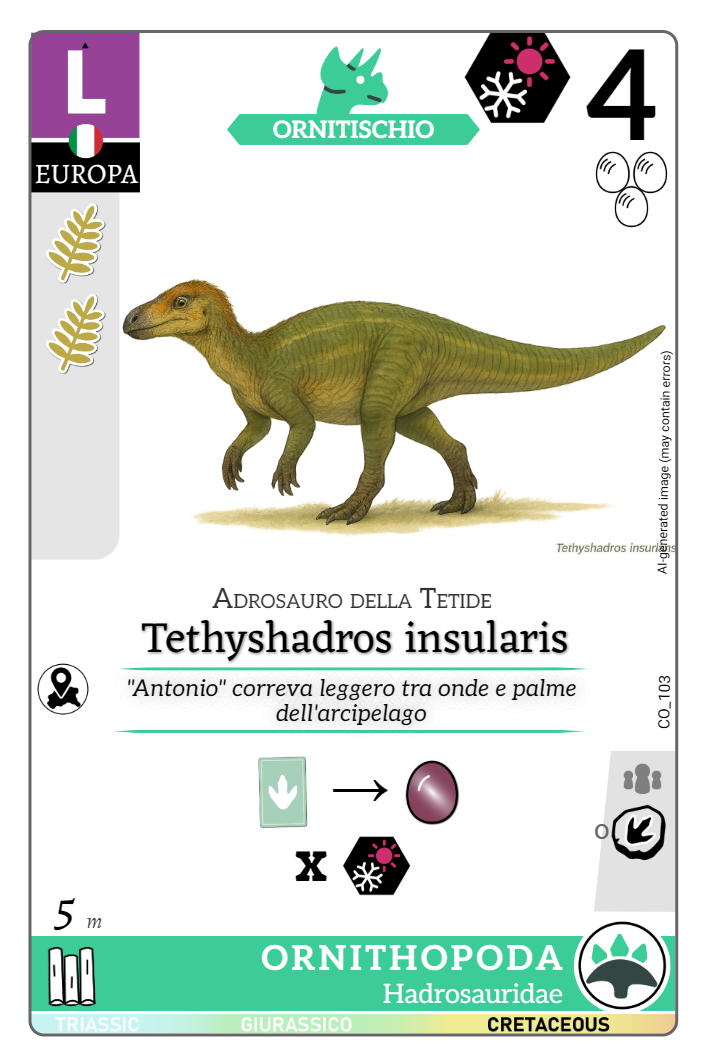 L
EUROPA
ORNITISCHIO
4
Tethyshadros insularis
AI-generated image (may contain errors)
Adrosauro della Tetide
Tethyshadros insularis
"Antonio" correva leggero tra onde e palme
dell'arcipelago
CO_103
x
O
5 m
ORNITHOPODA
Hadrosauridae
TRIASSIC
GIURASSICO
CRETACEOUS